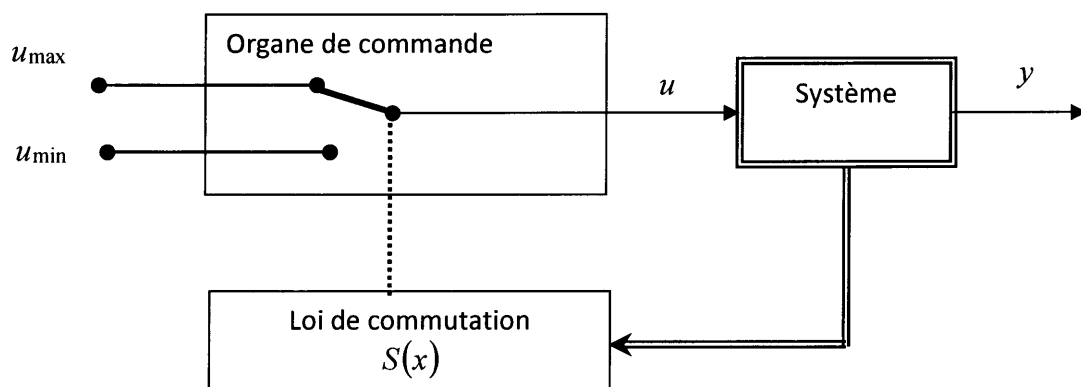 Organe de commande
u_max
u_min
u
Système
y
Loi de commutation
S(x)